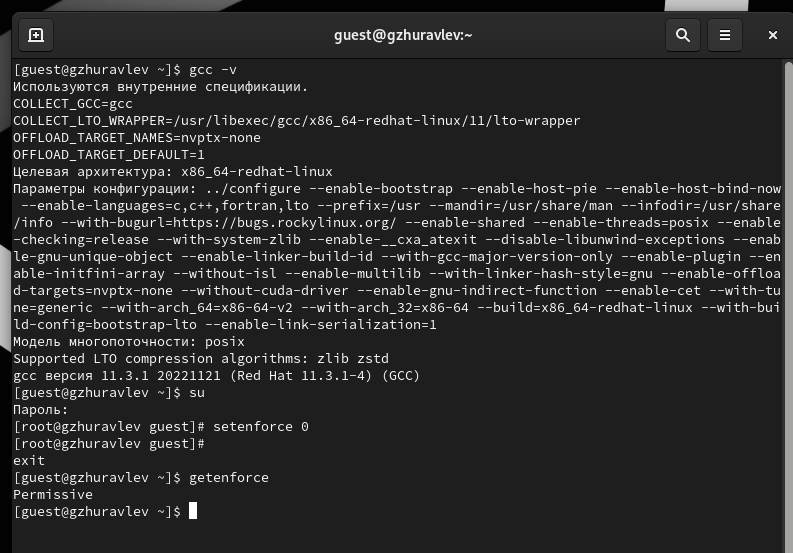 guest@gzhuravlev:~
[guest@gzhuravlev ~]$ gcc -v
Используются внутренние спецификации.
COLLECT_GCC=gcc
COLLECT_LTO_WRAPPER=/usr/libexec/gcc/x86_64-redhat-linux/11/lto-wrapper
OFFLOAD_TARGET_NAMES=nvptx-none
OFFLOAD_TARGET_DEFAULT=1
Целевая архитектура: x86_64-redhat-linux
Параметры конфигурации: ../configure --enable-bootstrap --enable-host-pie --enable-host-bind-now
 --enable-languages=c,c++,fortran,lto --prefix=/usr --mandir=/usr/share/man --infodir=/usr/share
/info --with-bugurl=https://bugs.rockylinux.org/ --enable-shared --enable-threads=posix --enable
-checking=release --with-system-zlib --enable-__cxa_atexit --disable-libunwind-exceptions --enab
le-gnu-unique-object --enable-linker-build-id --with-gcc-major-version-only --enable-plugin --en
able-initfini-array --without-isl --enable-multilib --with-linker-hash-style=gnu --enable-offloa
d-targets=nvptx-none --without-cuda-driver --enable-gnu-indirect-function --enable-cet --with-tu
ne=generic --with-arch_64=x86-64-v2 --with-arch_32=x86-64 --build=x86_64-redhat-linux --with-bui
ld-config=bootstrap-lto --enable-link-serialization=1
Модель многопоточности: posix
Supported LTO compression algorithms: zlib zstd
gcc версия 11.3.1 20221121 (Red Hat 11.3.1-4) (GCC)
[guest@gzhuravlev ~]$ su
Пароль:
[root@gzhuravlev guest]# setenforce 0
[root@gzhuravlev guest]#
exit
[guest@gzhuravlev ~]$ getenforce
Permissive
[guest@gzhuravlev ~]$